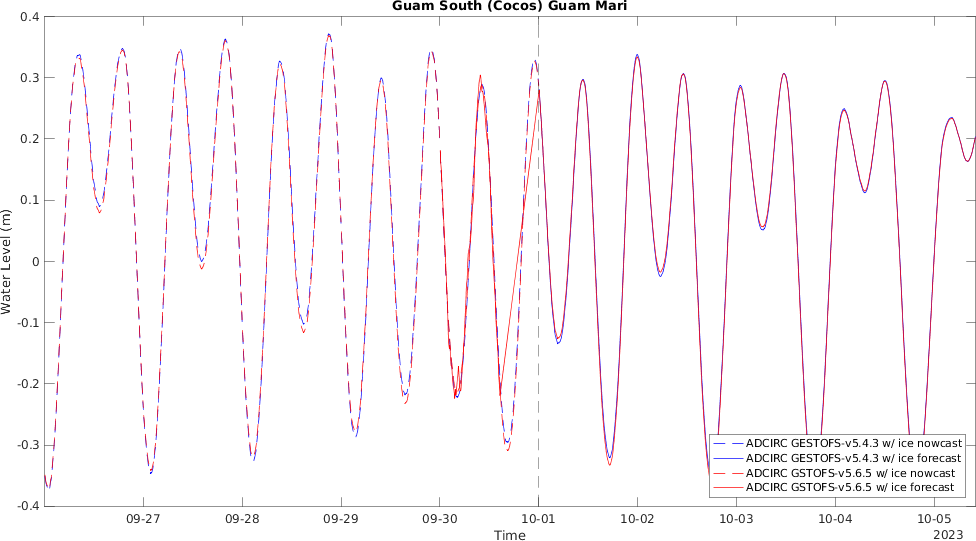 Guam South (Cocos) Guam Mari
0.4
0.3
0.2
0.1
0
-0.1
-0.2
-0.3
-0.4
Water Level (m)
ADCIRC GESTOFS-v5.4.3 w/ ice nowcast
ADCIRC GESTOFS-v5.4.3 w/ ice forecast
ADCIRC GSTOFS-v5.6.5 w/ ice nowcast
ADCIRC GSTOFS-v5.6.5 w/ ice forecast
09-27 09-28 09-29 09-30 10-01 10-02 10-03 10-04 10-05
Time 2023